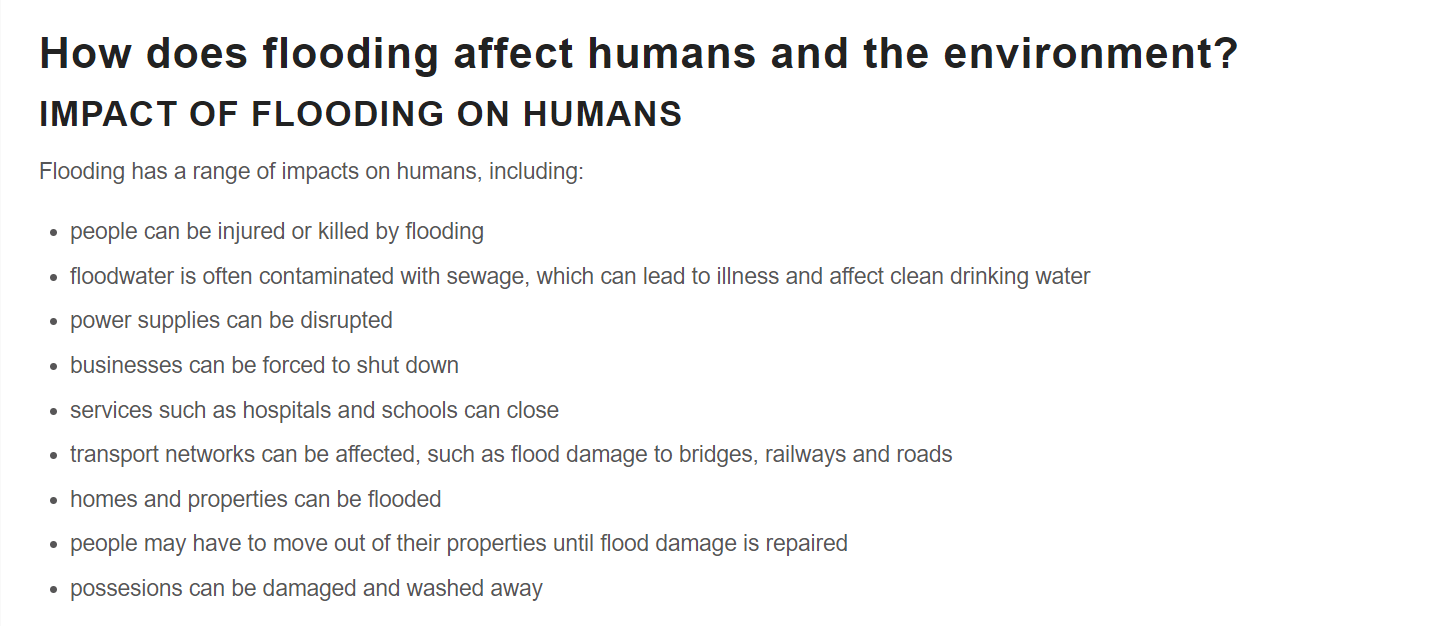 How does flooding affect humans and the environment?
IMPACT OF FLOODING ON HUMANS
Flooding has a range of impacts on humans, including:
• people can be injured or killed by flooding
• floodwater is often contaminated with sewage, which can lead to illness and affect clean drinking water
• power supplies can be disrupted
• businesses can be forced to shut down
• services such as hospitals and schools can close
• transport networks can be affected, such as flood damage to bridges, railways and roads
• homes and properties can be flooded
• people may have to move out of their properties until flood damage is repaired
• possesions can be damaged and washed away